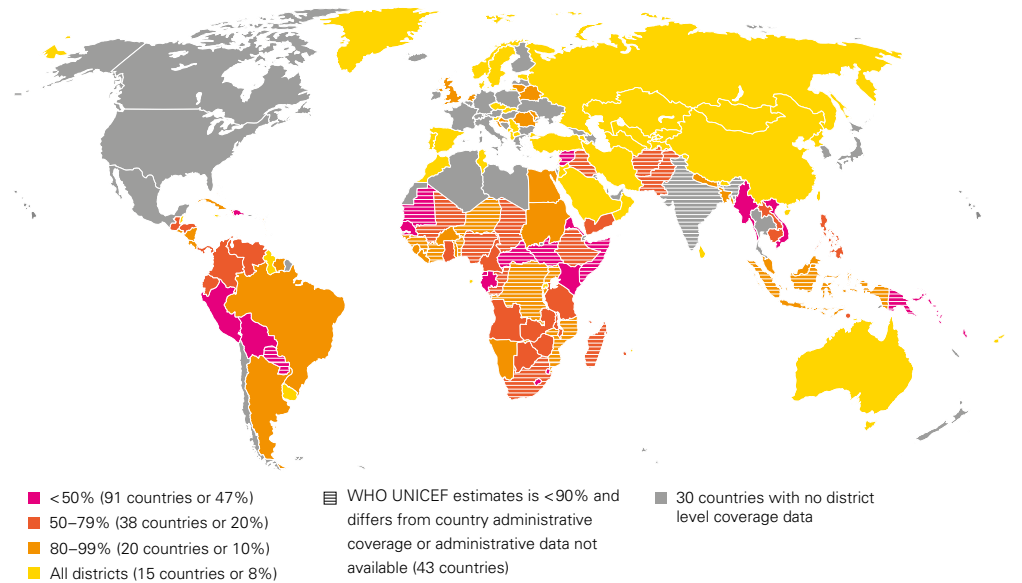 <50% (91 countries or 47%)
50–79% (38 countries or 20%)
80–99% (20 countries or 10%)
All districts (15 countries or 8%)
WHO UNICEF estimates is <90% and
differs from country administrative
coverage or administrative data not
available (43 countries)
30 countries with no district
level coverage data